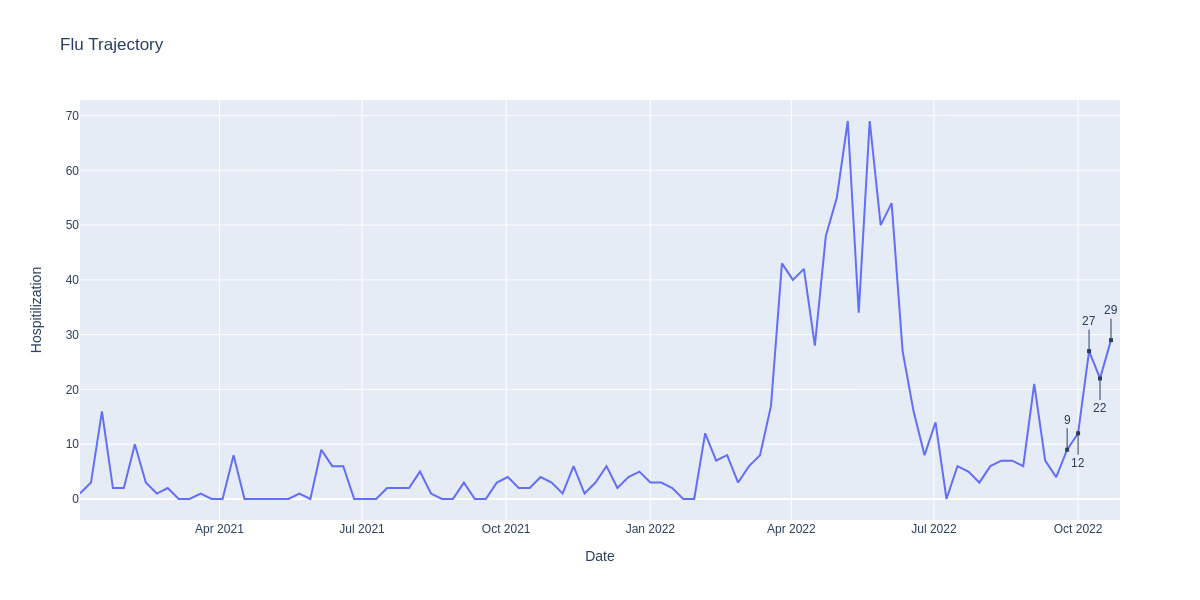 Flu Trajectory
70
60
50
40
30
20
10
0
Hospitilization
29
27
22
9
12
Apr 2021
Jul 2021
Oct 2021
Jan 2022
Apr 2022
Jul 2022
Oct 2022
Date